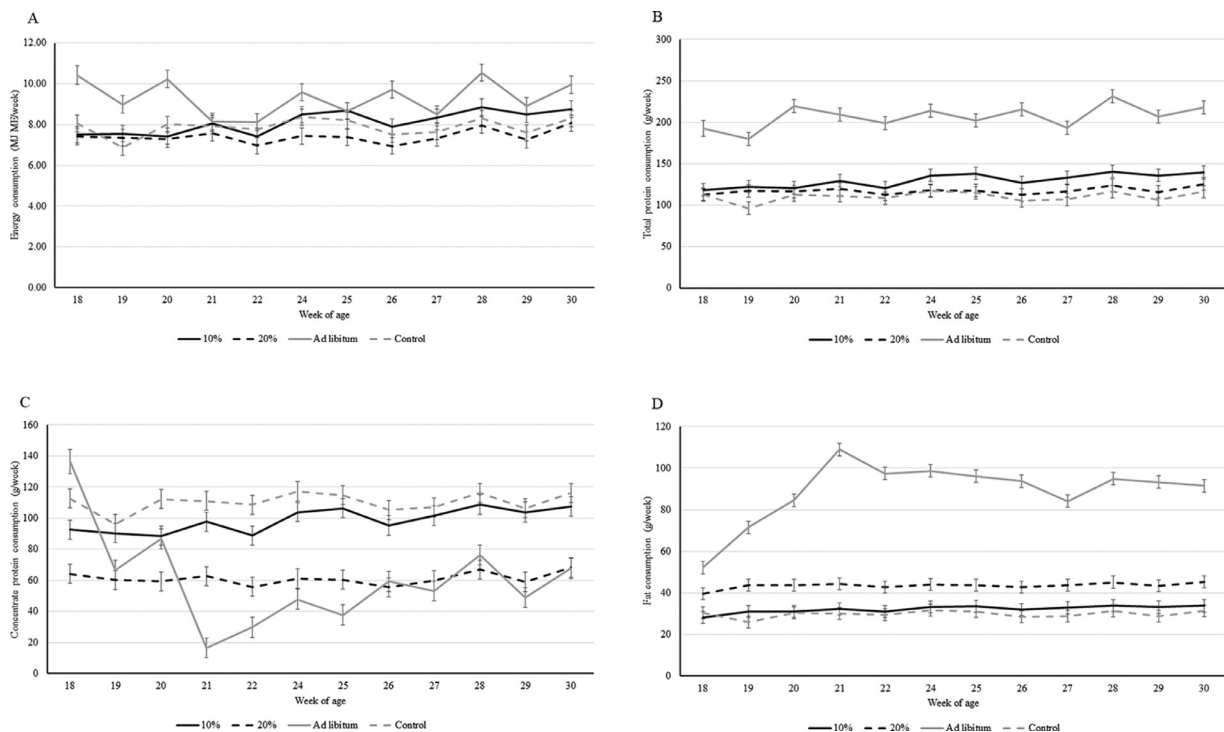 A
Energy consumption (MJ ME/week)
12.00
10.00
8.00
6.00
4.00
2.00
0.00
18 19 20 21 22 24 25 26 27 28 29 30
Week of age
10% 20% Ad libitum Control
B
Total protein consumption (g/week)
300
250
200
150
100
50
0
18 19 20 21 22 24 25 26 27 28 29 30
Week of age
10% 20% Ad libitum Control
C
Concentrate protein consumption (g/week)
160
140
120
100
80
60
40
20
0
18 19 20 21 22 24 25 26 27 28 29 30
Week of age
10% 20% Ad libitum Control
D
Fat consumption (g/week)
120
100
80
60
40
20
0
18 19 20 21 22 24 25 26 27 28 29 30
Week of age
10% 20% Ad libitum Control